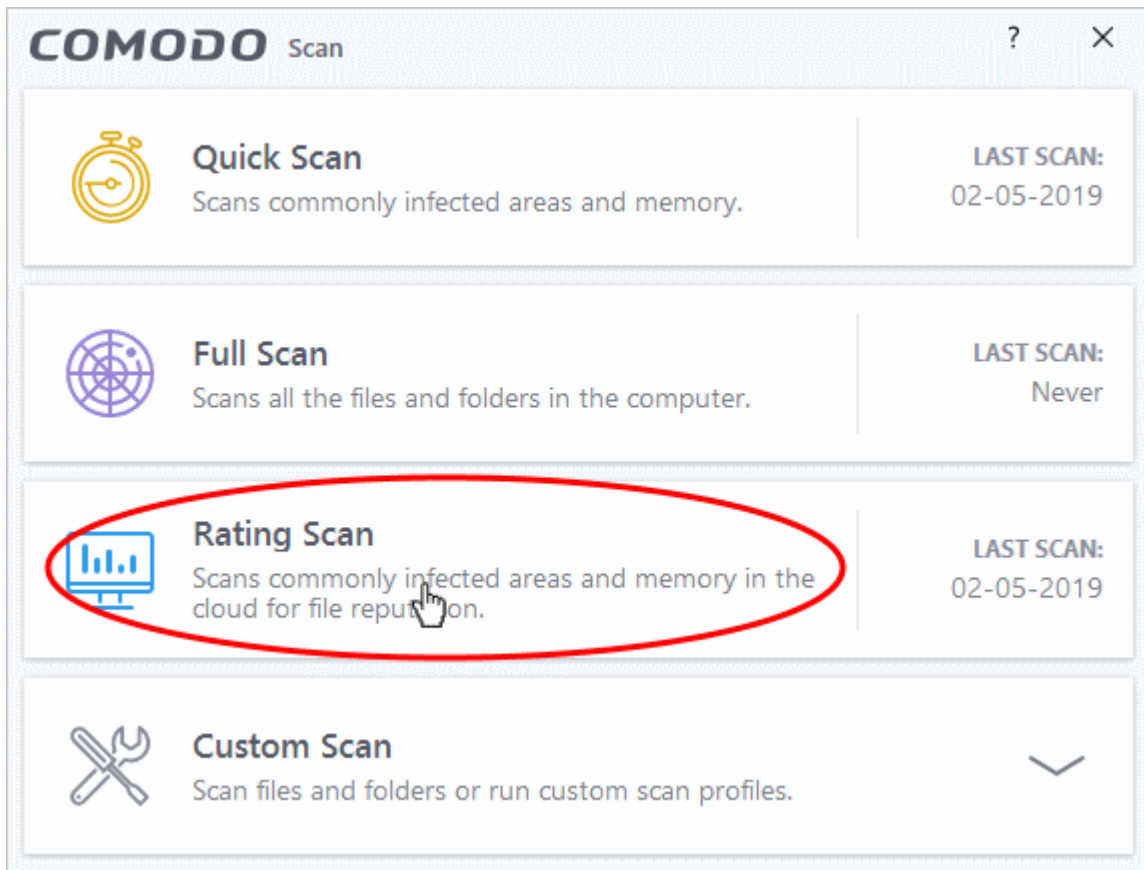 COMODO Scan ?
Quick Scan
Scans commonly infected areas and memory.
LAST SCAN:
02-05-2019
Full Scan
Scans all the files and folders in the computer.
LAST SCAN:
Never
Rating Scan
Scans commonly infected areas and memory in the
cloud for file reputation.
LAST SCAN:
02-05-2019
Custom Scan
Scan files and folders or run custom scan profiles.